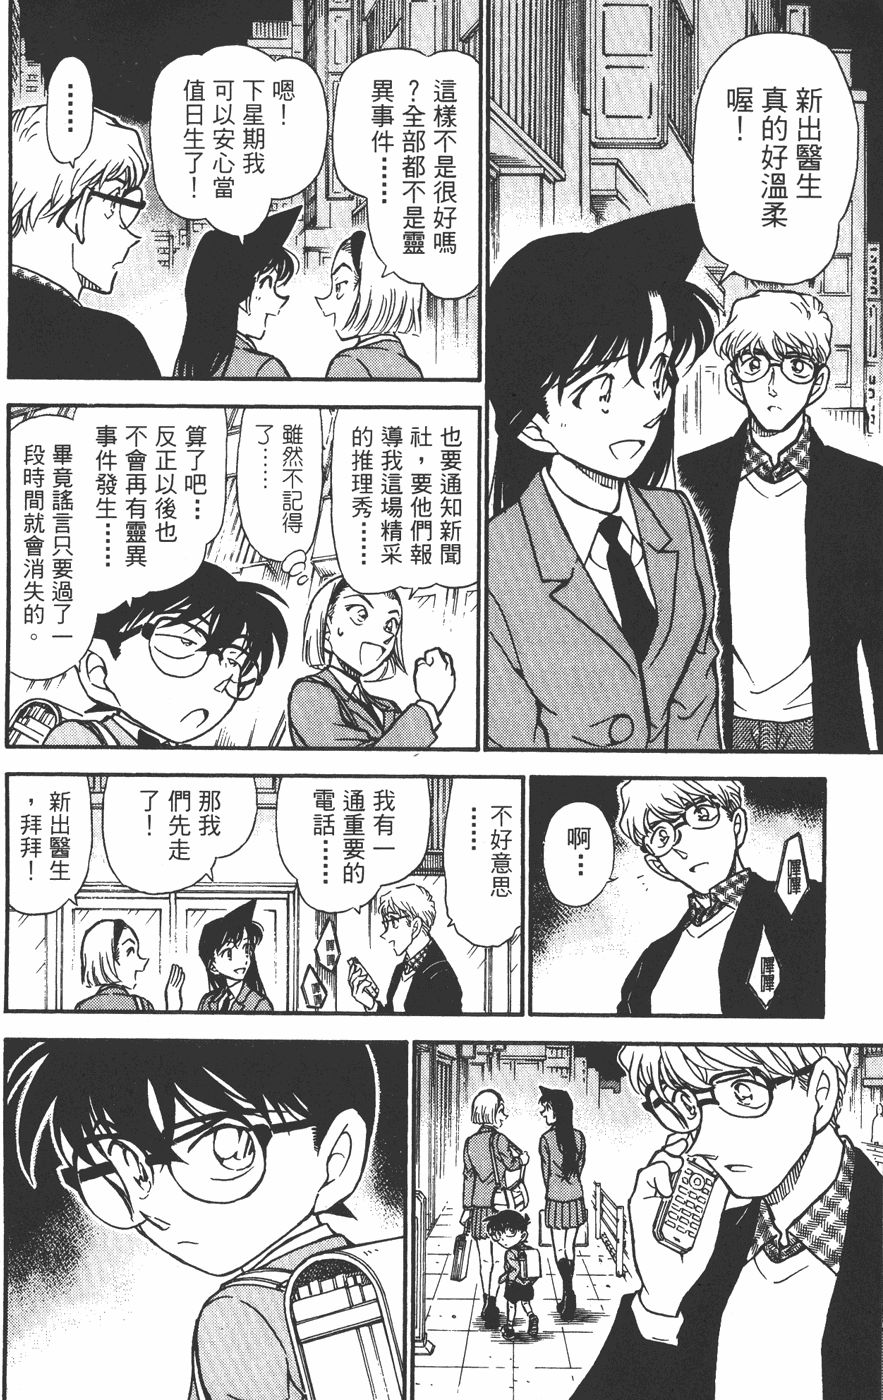 新出醫生
真的好溫柔
喔！
這樣不是很好嗎
？全部都不是靈
異事件……
嗯！
下星期我
可以安心當
值日生了！
……
也要通知新聞
社，要他們報
導我這場精采
的推理秀……
雖然不記得
了……
算了吧…
反正以後也
不會再有靈異
事件發生……
畢竟謠言只要過了一
段時間就會消失的。
嗶嗶
嗶嗶
啊…
不好意思
……
我有一
通重要的
電話……
嗶嗶
嗶嗶
那我
們先走
了！
新出醫生
，拜拜！